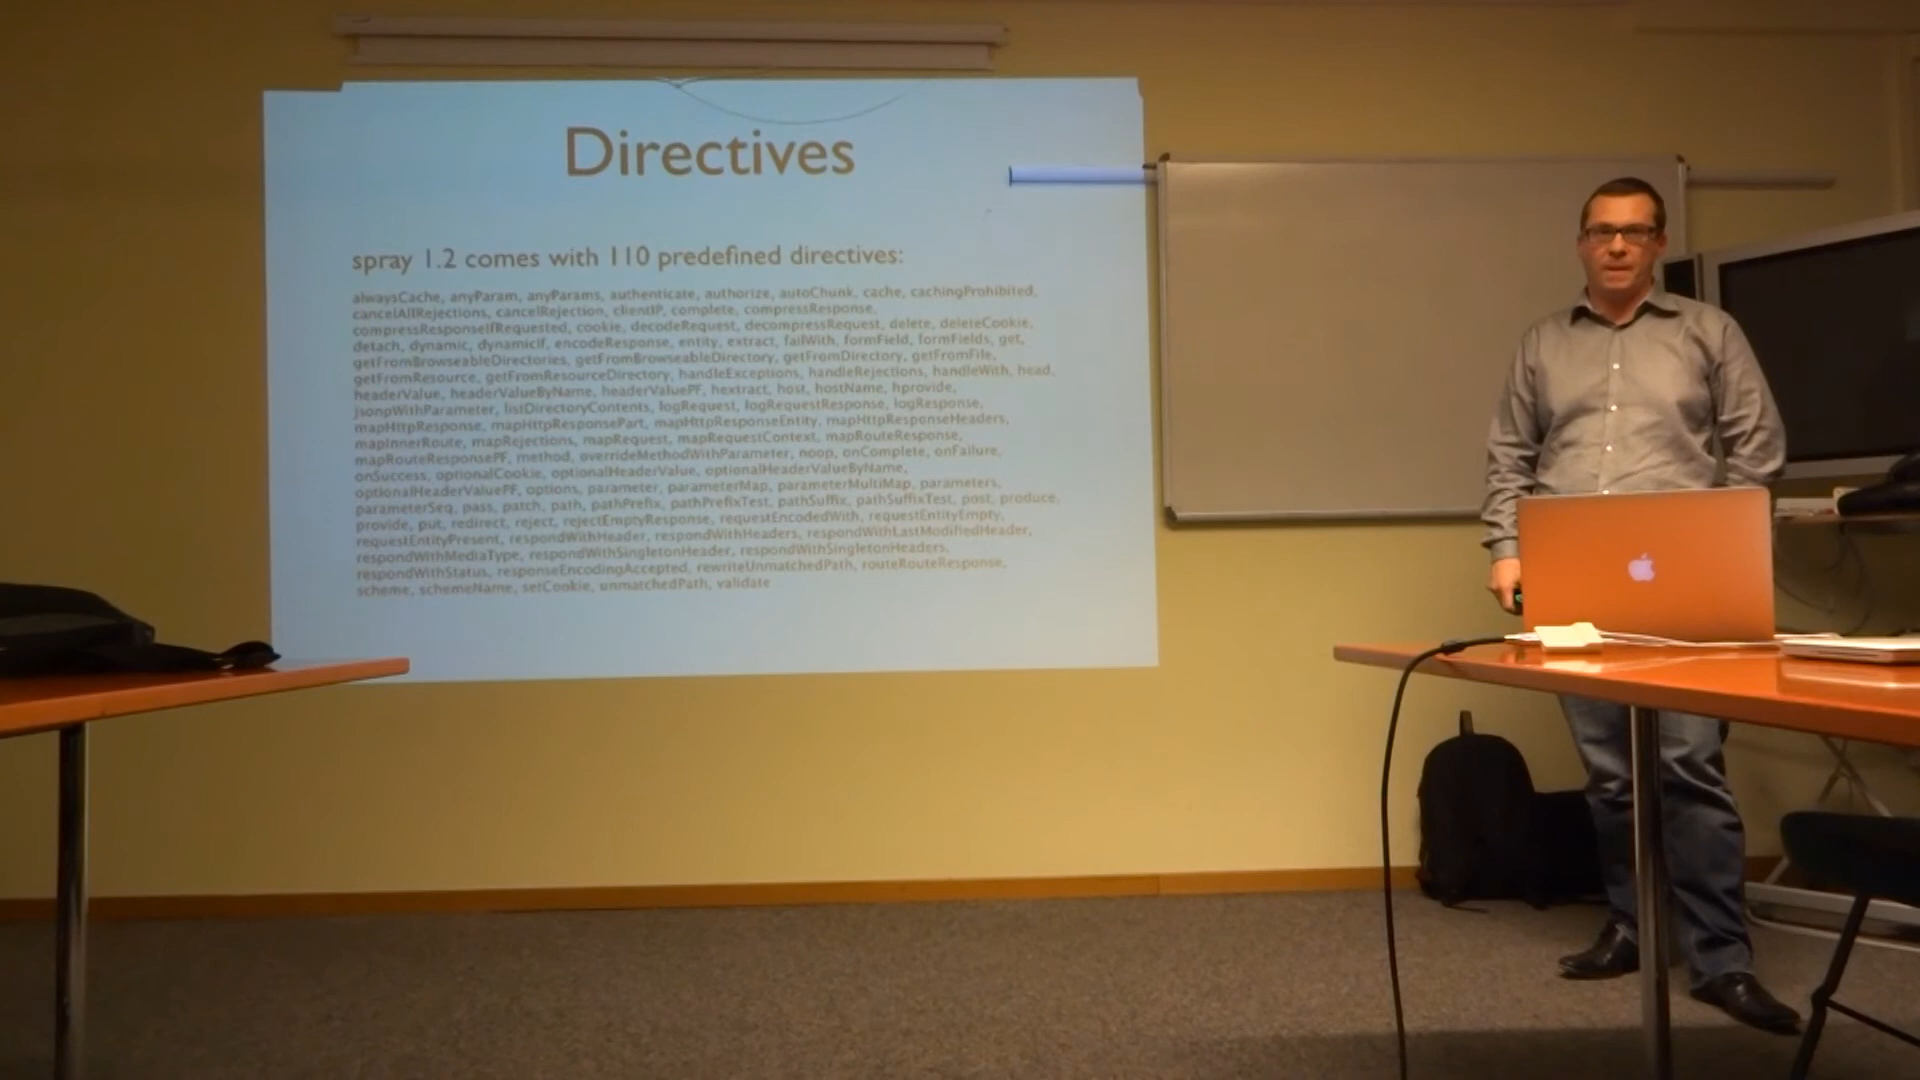 Directives
spray 1.2 comes with 110 predefined directives:
alwaysCache, anyParam, anyParams, authenticate, authorize, autoChunk, cache, cachingProhibited,
cancelAllRejections, cancelRejection, clientIP, complete, compressResponse,
compressResponseIfRequested, cookie, decodeRequest, decompressRequest, delete, deleteCookie,
detach, dynamic, dynamicIf, encodeResponse, entity, extract, failWith, formField, formFields, get,
getFromBrowseableDirectories, getFromBrowseableDirectory, getFromDirectory, getFromFile,
getFromResource, getFromResourceDirectory, handleExceptions, handleRejections, handleWith, head,
headerValue, headerValueByName, headerValuePF, hextract, host, hostName, hprovide,
jsonpWithParameter, listDirectoryContents, logRequest, logRequestResponse, logResponse,
mapHttpResponse, mapHttpResponsePart, mapHttpResponseEntity, mapHttpResponseHeaders,
mapInnerRoute, mapRejections, mapRequest, mapRequestContext, mapRouteResponse,
mapRouteResponsePF, method, overrideMethodWithParameter, noop, onComplete, onFailure,
onSuccess, optionalCookie, optionalHeaderValue, optionalHeaderValueByName,
optionalHeaderValuePF, options, parameter, parameterMap, parameterMultiMap, parameters,
parameterSeq, pass, patch, path, pathPrefix, pathPrefixTest, pathSuffix, pathSuffixTest, post, produce,
provide, put, redirect, reject, rejectEmptyResponse, requestEncodedWith, requestEntityEmpty,
requestEntityPresent, respondWithHeader, respondWithHeaders, respondWithLastModifiedHeader,
respondWithMediaType, respondWithSingletonHeader, respondWithSingletonHeaders,
respondWithStatus, responseEncodingAccepted, rewriteUnmatchedPath, routeRouteResponse,
scheme, schemeName, setCookie, unmatchedPath, validate